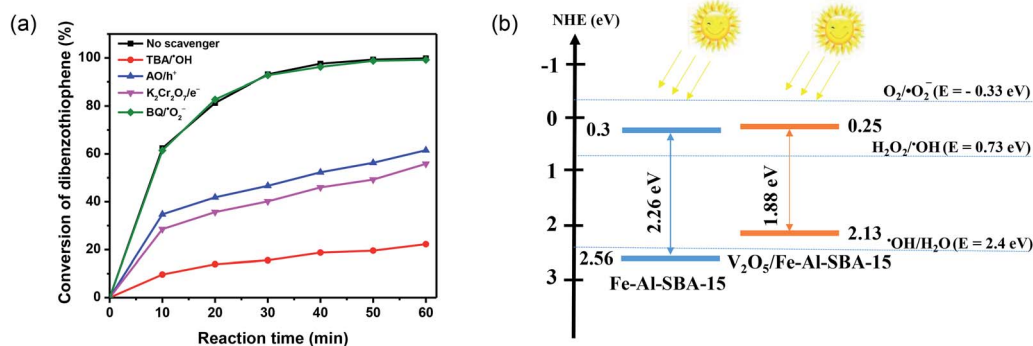 (a)
Conversion of dibenzothiophene (%)
100
80
60
40
20
0
No scavenger
TBA/•OH
AO/h⁺
K₂Cr₂O₇/e⁻
BQ/•O₂⁻
0 10 20 30 40 50 60
Reaction time (min)
(b)
NHE (eV)
-1
0
1
2
3
O₂/•O₂⁻ (E = - 0.33 eV)
0.3
0.25
H₂O₂/•OH (E = 0.73 eV)
2.26 eV
1.88 eV
2.13
•OH/H₂O (E = 2.4 eV)
2.56
V₂O₅/Fe-Al-SBA-15
Fe-Al-SBA-15